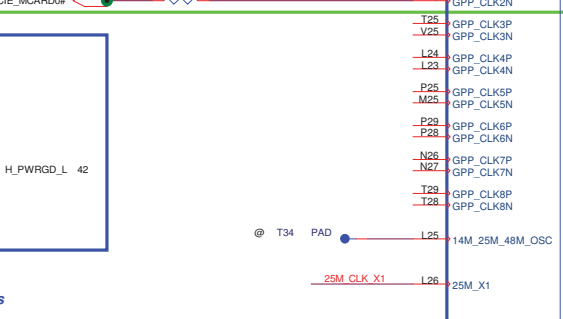 CIE_MCARD0#
GPP_CLK2N
T25 GPP_CLK3P
V25 GPP_CLK3N
L24 GPP_CLK4P
L23 GPP_CLK4N
P25 GPP_CLK5P
M25 GPP_CLK5N
P29 GPP_CLK6P
P28 GPP_CLK6N
N26 GPP_CLK7P
H_PWRGD_L 42
N27 GPP_CLK7N
T29 GPP_CLK8P
T28 GPP_CLK8N
@ T34 PAD L25 14M_25M_48M_OSC
25M_CLK_X1 L26 25M_X1
s